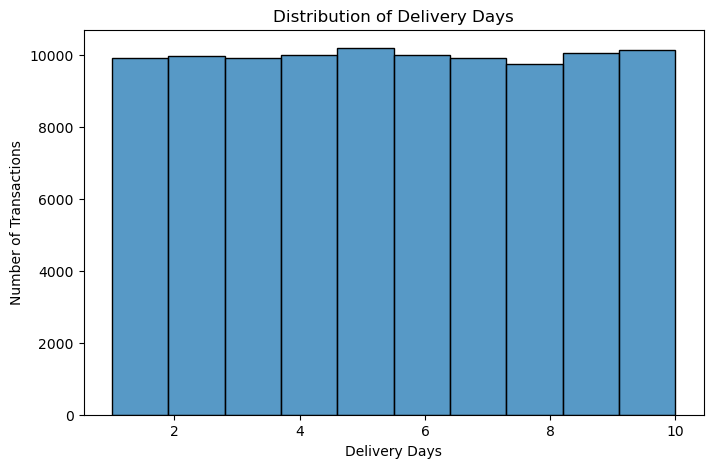 Distribution of Delivery Days
Number of Transactions
10000
8000
6000
4000
2000
0
2 4 6 8 10
Delivery Days